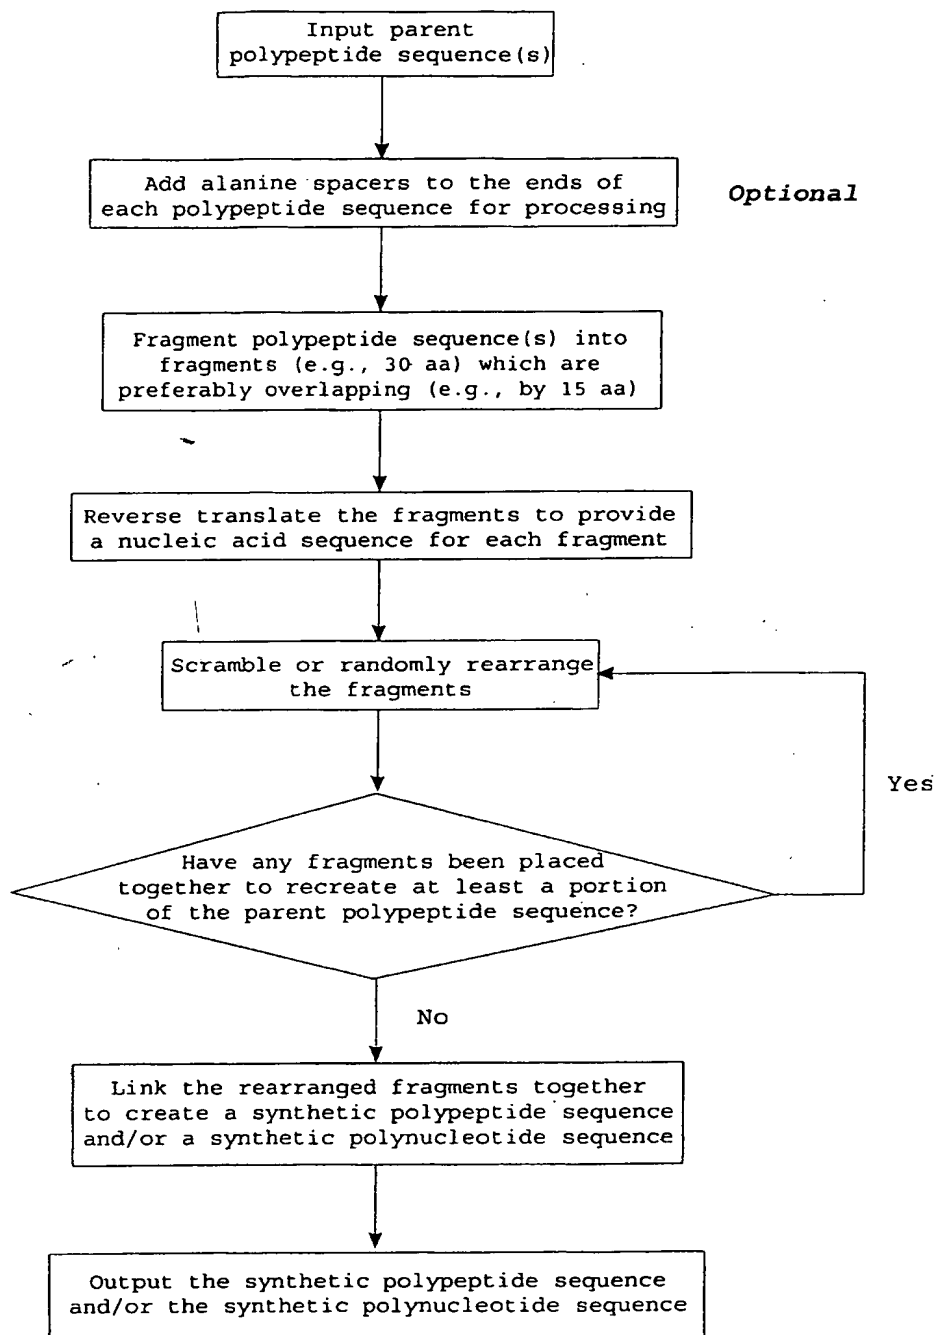 Input parent
polypeptide sequence(s)
Add alanine spacers to the ends of
each polypeptide sequence for processing
Optional
Fragment polypeptide sequence(s) into
fragments (e.g., 30 aa) which are
preferably overlapping (e.g., by 15 aa)
Reverse translate the fragments to provide
a nucleic acid sequence for each fragment
Scramble or randomly rearrange
the fragments
Yes
Have any fragments been placed
together to recreate at least a portion
of the parent polypeptide sequence?
No
Link the rearranged fragments together
to create a synthetic polypeptide sequence
and/or a synthetic polynucleotide sequence
Output the synthetic polypeptide sequence
and/or the synthetic polynucleotide sequence